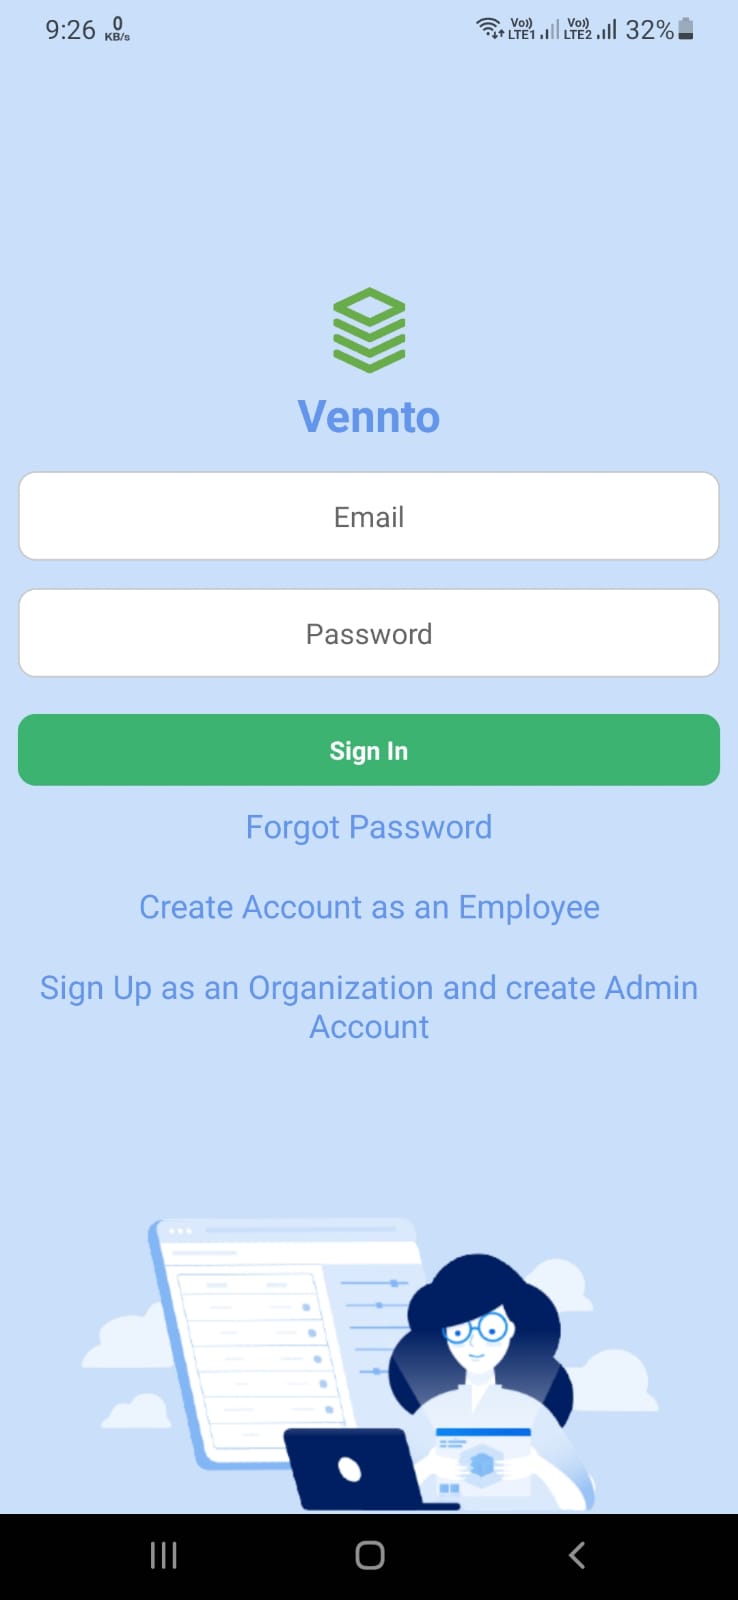 9:26 0 KB/s Vo)) LTE1 Vo)) LTE2 32%
Vennto
Email
Password
Sign In
Forgot Password
Create Account as an Employee
Sign Up as an Organization and create Admin
Account